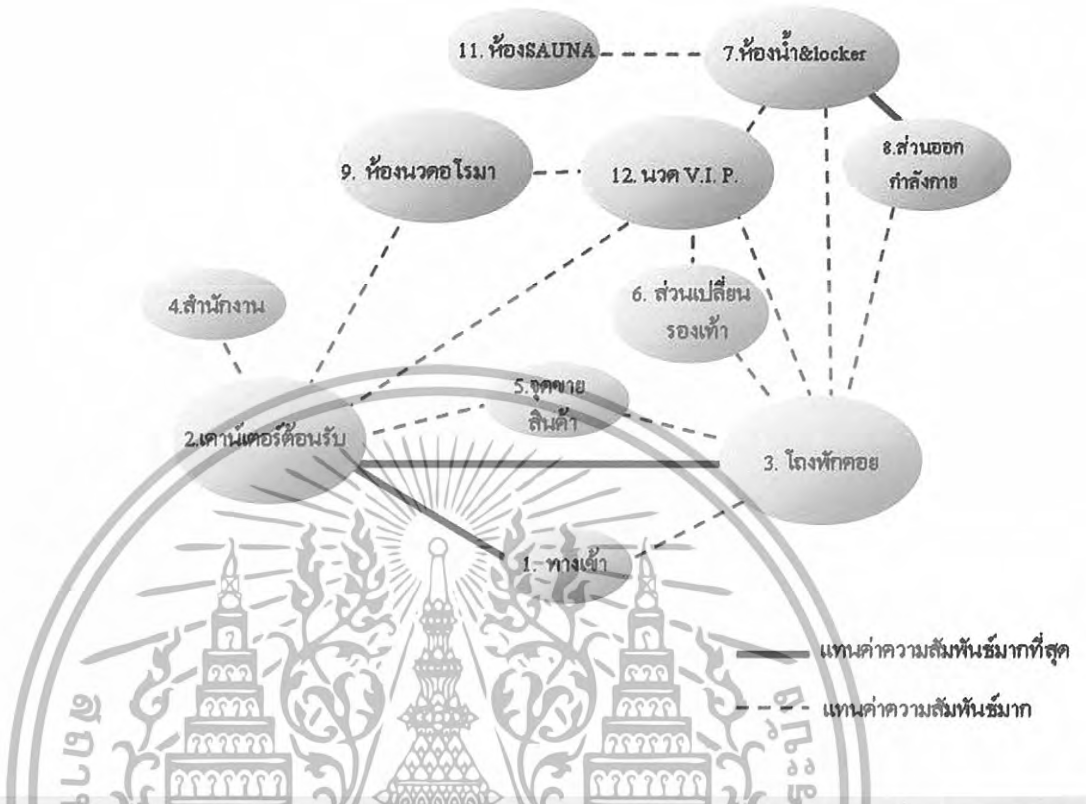 11. ห้องSAUNA
7.ห้องน้ำ&locker
8.ส่วนออก
กำลังกาย
9. ห้องนวดอโรมา
12. นวด V.I. P.
4.สำนักงาน
6. ส่วนเปลี่ยน
รองเท้า
5.จุดขาย
สินค้า
2.เคาน์เตอร์ต้อนรับ
3. โถงพักคอย
1. ทางเข้า
แทนค่าความสัมพันธ์มากที่สุด
แทนค่าความสัมพันธ์มาก